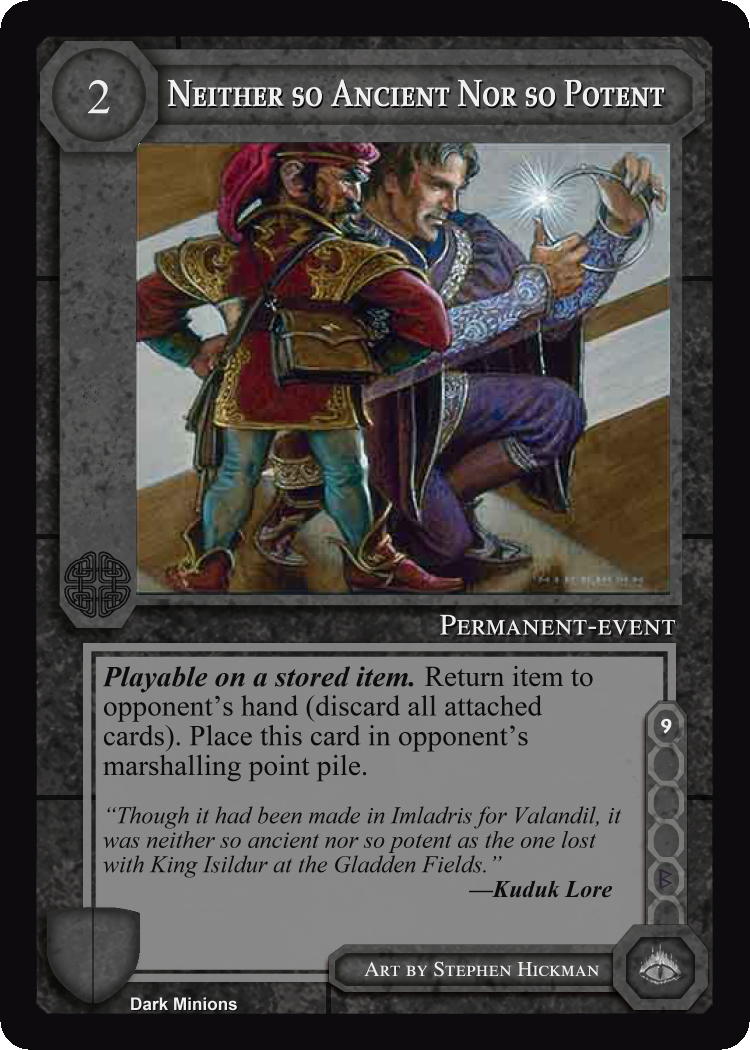 2
NEITHER SO ANCIENT NOR SO POTENT
PERMANENT-EVENT
Playable on a stored item. Return item to
opponent's hand (discard all attached
cards). Place this card in opponent's
marshalling point pile.
9
“Though it had been made in Imladris for Valandil, it
was neither so ancient nor so potent as the one lost
with King Isildur at the Gladden Fields.”
—Kuduk Lore
B
ART BY STEPHEN HICKMAN
Dark Minions